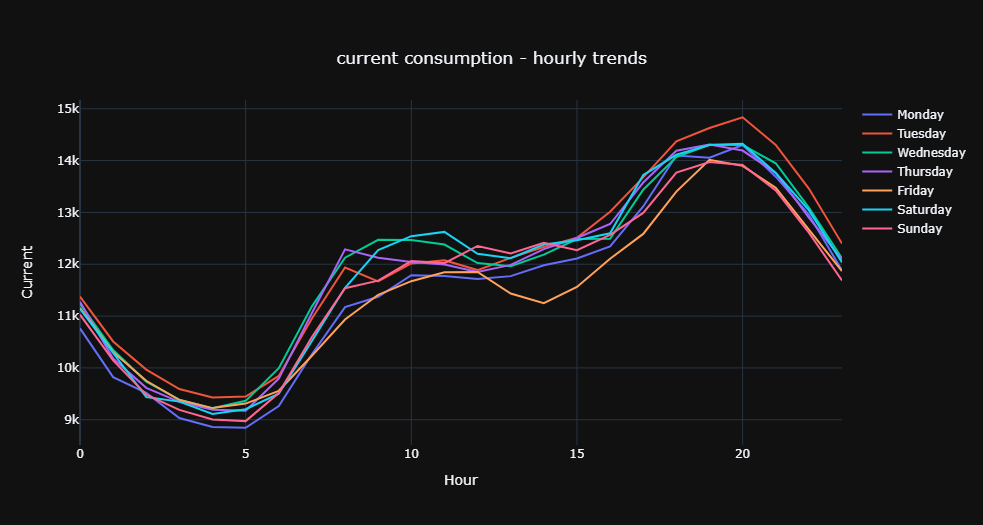 current consumption - hourly trends
Current
15k
14k
13k
12k
11k
10k
9k
0
5
10
15
20
Hour
Monday
Tuesday
Wednesday
Thursday
Friday
Saturday
Sunday